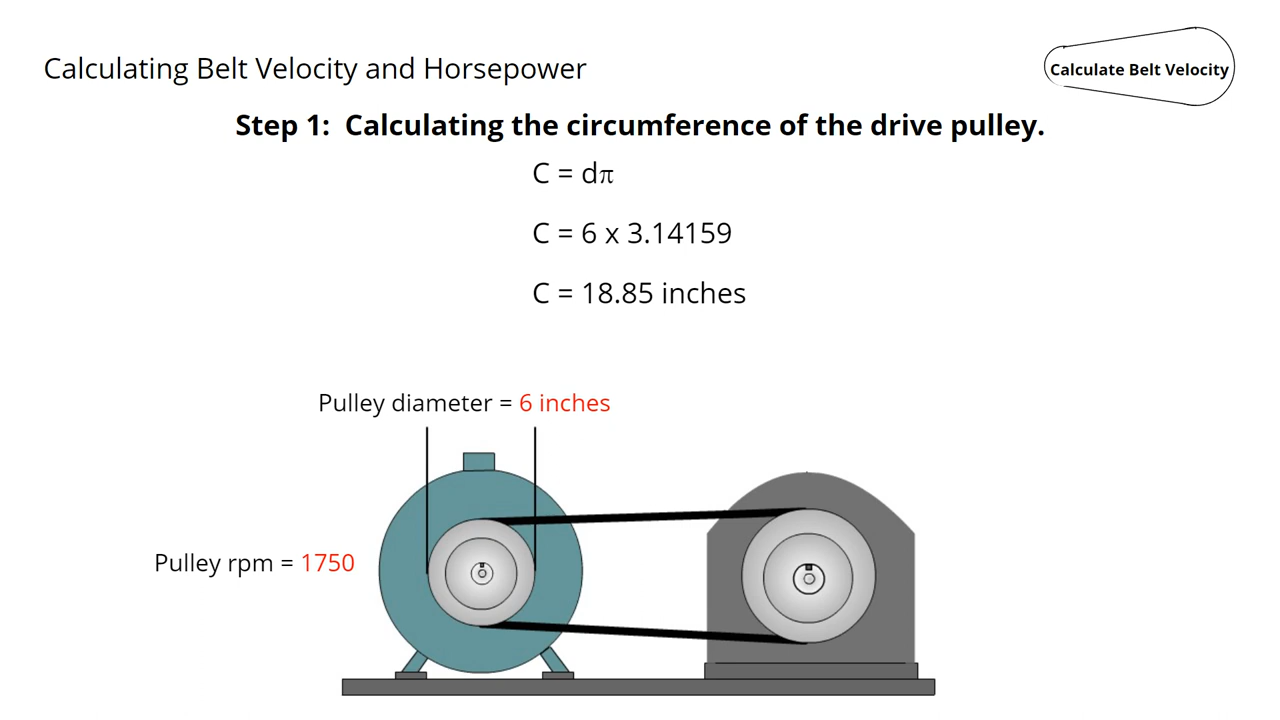 Calculating Belt Velocity and Horsepower
Calculate Belt Velocity
Step 1: Calculating the circumference of the drive pulley.
C = dπ
C = 6 x 3.14159
C = 18.85 inches
Pulley diameter = 6 inches
Pulley rpm = 1750